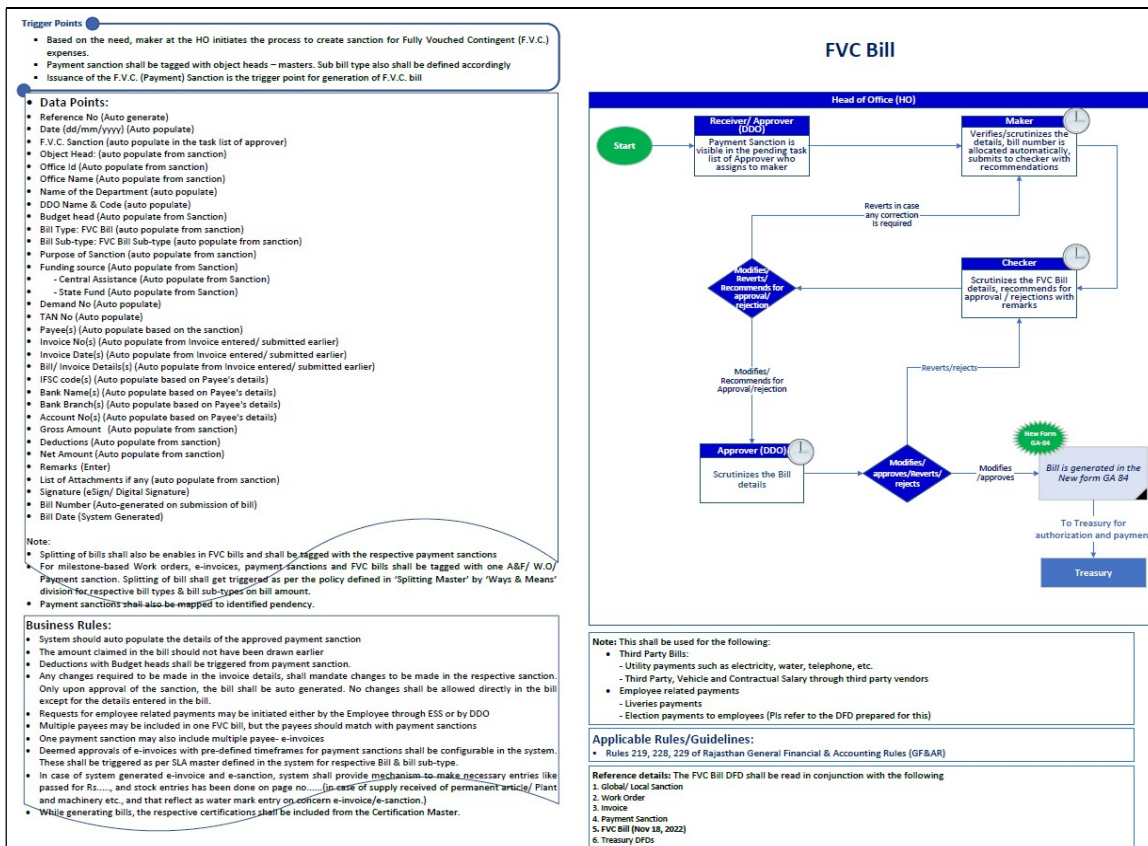 Trigger Points
▪ Based on the need, maker at the HO initiates the process to create sanction for Fully Vouched Contingent (F.V.C.)
expenses.
▪ Payment sanction shall be tagged with object heads – masters. Sub bill type also shall be defined accordingly
▪ Issuance of the F.V.C. (Payment) Sanction is the trigger point for generation of F.V.C. bill
• Data Points:
• Reference No (Auto generate)
• Date (dd/mm/yyyy) (Auto populate)
• F.V.C. Sanction (auto populate in the task list of approver)
• Object Head: (auto populate from sanction)
• Office Id (Auto populate from sanction)
• Office Name (Auto populate from sanction)
• Name of the Department (auto populate)
• DDO Name & Code (auto populate)
• Budget head (Auto populate from Sanction)
• Bill Type: FVC Bill (auto populate from sanction)
• Bill Sub-type: FVC Bill Sub-type (auto populate from sanction)
• Purpose of Sanction (auto populate from sanction)
• Funding source (Auto populate from Sanction)
- Central Assistance (Auto populate from Sanction)
- State Fund (Auto populate from Sanction)
• Demand No (Auto populate)
• TAN No (Auto populate)
• Payee(s) (Auto populate based on the sanction)
• Invoice No(s) (Auto populate from Invoice entered/ submitted earlier)
• Invoice Date(s) (Auto populate from Invoice entered/ submitted earlier)
• Bill/ Invoice Details(s) (Auto populate from Invoice entered/ submitted earlier)
• IFSC code(s) (Auto populate based on Payee's details)
• Bank Name(s) (Auto populate based on Payee's details)
• Bank Branch(s) (Auto populate based on Payee's details)
• Account No(s) (Auto populate based on Payee's details)
• Gross Amount (Auto populate from sanction)
• Deductions (Auto populate from sanction)
• Net Amount (Auto populate from sanction)
• Remarks (Enter)
• List of Attachments if any (auto populate from sanction)
• Signature (eSign/ Digital Signature)
• Bill Number (Auto-generated on submission of bill)
• Bill Date (System Generated)
Note:
• Splitting of bills shall also be enables in FVC bills and shall be tagged with the respective payment sanctions
• For milestone-based Work orders, e-invoices, payment sanctions and FVC bills shall be tagged with one A&F/ W.O/
Payment sanction. Splitting of bill shall get triggered as per the policy defined in 'Splitting Master' by 'Ways & Means'
division for respective bill types & bill sub-types on bill amount.
• Payment sanctions shall also be mapped to identified pendency.
Business Rules:
• System should auto populate the details of the approved payment sanction
• The amount claimed in the bill should not have been drawn earlier
• Deductions with Budget heads shall be triggered from payment sanction.
• Any changes required to be made in the invoice details, shall mandate changes to be made in the respective sanction.
Only upon approval of the sanction, the bill shall be auto generated. No changes shall be allowed directly in the bill
except for the details entered in the bill.
• Requests for employee related payments may be initiated either by the Employee through ESS or by DDO
• Multiple payees may be included in one FVC bill, but the payees should match with payment sanctions
• One payment sanction may also include multiple payee- e-invoices
• Deemed approvals of e-invoices with pre-defined timeframes for payment sanctions shall be configurable in the system.
These shall be triggered as per SLA master defined in the system for respective Bill & bill sub-type.
• In case of system generated e-invoice and e-sanction, system shall provide mechanism to make necessary entries like
passed for Rs....., and stock entries has been done on page no.....(in case of supply received of permanent article/ Plant
and machinery etc., and that reflect as water mark entry on concern e-invoice/e-sanction.)
• While generating bills, the respective certifications shall be included from the Certification Master.
FVC Bill
Head of Office (HO)
Start
Receiver/ Approver
(DDO)
Payment Sanction is
visible in the pending task
list of Approver who
assigns to maker
Maker
Verifies/scrutinizes the
details, bill number is
allocated automatically,
submits to checker with
recommendations
Reverts in case
any correction
is required
Checker
Scrutinizes the FVC Bill
details, recommends for
approval / rejections with
remarks
Modifies/
Reverts/
Recommends for
approval/
rejection
Modifies/
Recommends for
Approval/rejection
Reverts/rejects
Approver (DDO)
Scrutinizes the Bill
details
Modifies/
approves/Reverts/
rejects
Modifies
/approves
New Form
GA-84
Bill is generated in the
New form GA 84
To Treasury for
authorization and paymen
Treasury
Note: This shall be used for the following:
• Third Party Bills:
- Utility payments such as electricity, water, telephone, etc.
- Third Party, Vehicle and Contractual Salary through third party vendors
• Employee related payments
- Liveries payments
- Election payments to employees (Pls refer to the DFD prepared for this)
Applicable Rules/Guidelines:
• Rules 219, 228, 229 of Rajasthan General Financial & Accounting Rules (GF&AR)
Reference details: The FVC Bill DFD shall be read in conjunction with the following
1. Global/ Local Sanction
2. Work Order
3. Invoice
4. Payment Sanction
5. FVC Bill (Nov 18, 2022)
6. Treasury DFDs